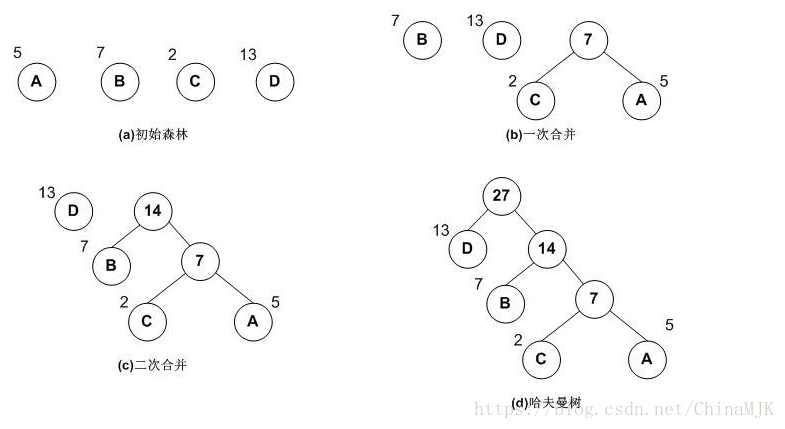 5 7 2 13
A B C D
(a)初始森林
7 13
B D 7
2 5
C A
(b)一次合并
13
D 14
7
B 7
2 5
C A
(c)二次合并
27
13
D 14
7
B 7
5
2
C A
(d)哈夫曼树
https://blog.csdn.net/ChinaMJK